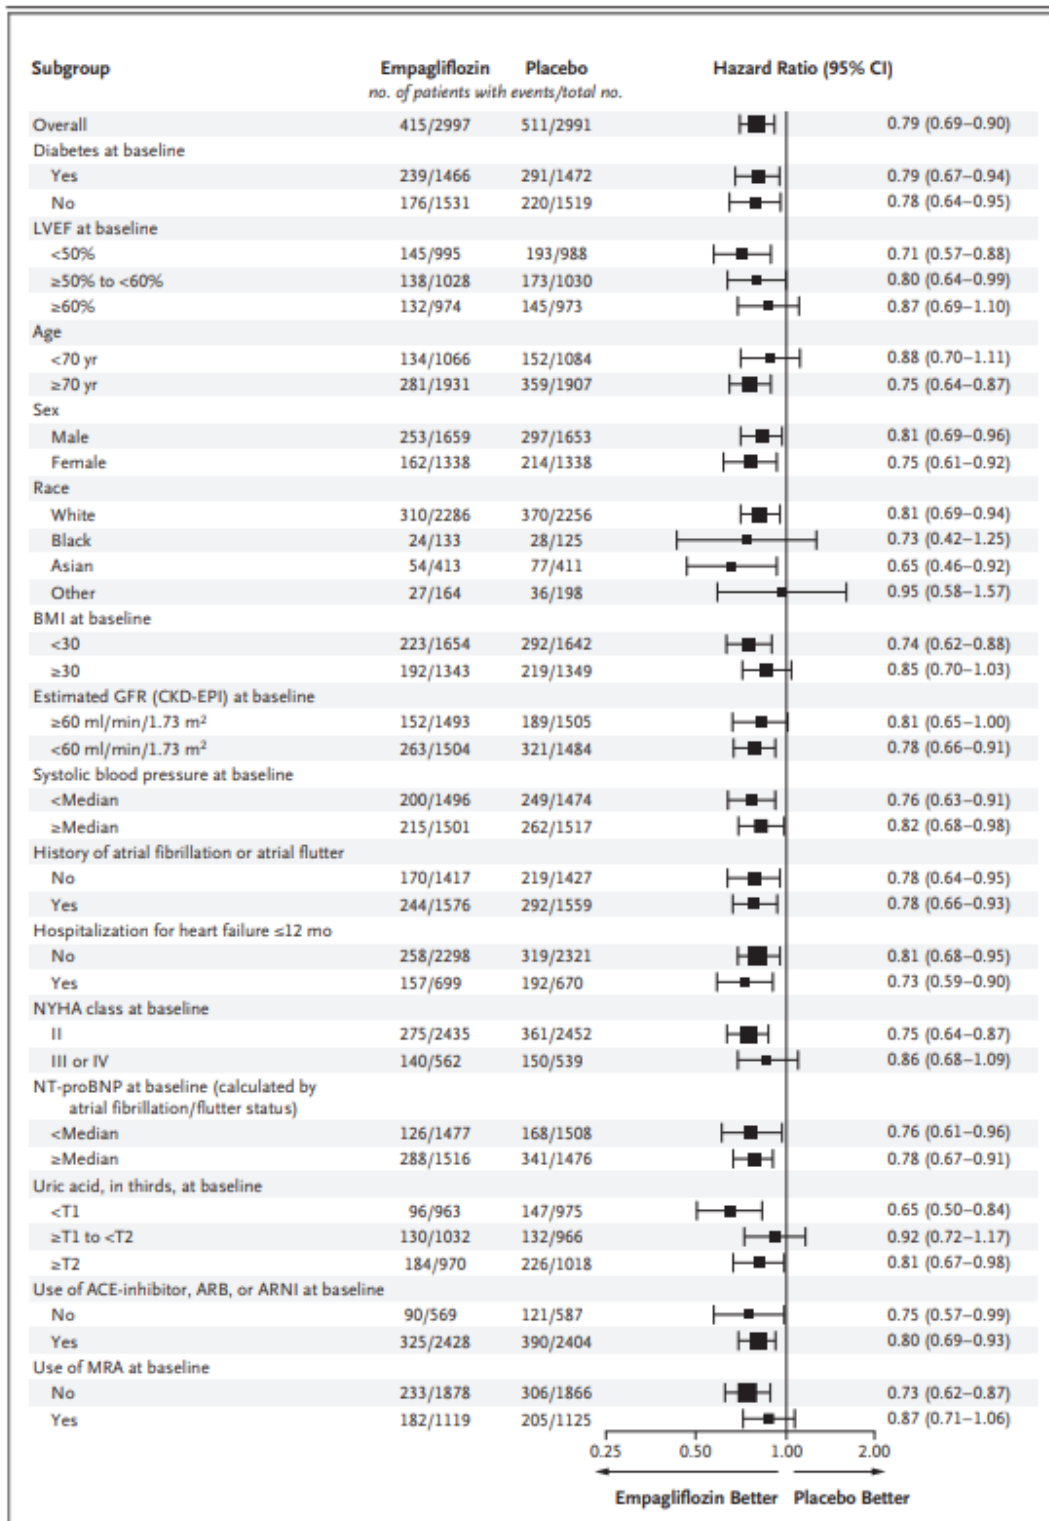 Subgroup Empagliflozin Placebo Hazard Ratio (95% CI)
no. of patients with events/total no.
Overall 415/2997 511/2991 0.79 (0.69–0.90)
Diabetes at baseline
Yes 239/1466 291/1472 0.79 (0.67–0.94)
No 176/1531 220/1519 0.78 (0.64–0.95)
LVEF at baseline
<50% 145/995 193/988 0.71 (0.57–0.88)
≥50% to <60% 138/1028 173/1030 0.80 (0.64–0.99)
≥60% 132/974 145/973 0.87 (0.69–1.10)
Age
<70 yr 134/1066 152/1084 0.88 (0.70–1.11)
≥70 yr 281/1931 359/1907 0.75 (0.64–0.87)
Sex
Male 253/1659 297/1653 0.81 (0.69–0.96)
Female 162/1338 214/1338 0.75 (0.61–0.92)
Race
White 310/2286 370/2256 0.81 (0.69–0.94)
Black 24/133 28/125 0.73 (0.42–1.25)
Asian 54/413 77/411 0.65 (0.46–0.92)
Other 27/164 36/198 0.95 (0.58–1.57)
BMI at baseline
<30 223/1654 292/1642 0.74 (0.62–0.88)
≥30 192/1343 219/1349 0.85 (0.70–1.03)
Estimated GFR (CKD-EPI) at baseline
≥60 ml/min/1.73 m² 152/1493 189/1505 0.81 (0.65–1.00)
<60 ml/min/1.73 m² 263/1504 321/1484 0.78 (0.66–0.91)
Systolic blood pressure at baseline
<Median 200/1496 249/1474 0.76 (0.63–0.91)
≥Median 215/1501 262/1517 0.82 (0.68–0.98)
History of atrial fibrillation or atrial flutter
No 170/1417 219/1427 0.78 (0.64–0.95)
Yes 244/1576 292/1559 0.78 (0.66–0.93)
Hospitalization for heart failure ≤12 mo
No 258/2298 319/2321 0.81 (0.68–0.95)
Yes 157/699 192/670 0.73 (0.59–0.90)
NYHA class at baseline
II 275/2435 361/2452 0.75 (0.64–0.87)
III or IV 140/562 150/539 0.86 (0.68–1.09)
NT-proBNP at baseline (calculated by
atrial fibrillation/flutter status)
<Median 126/1477 168/1508 0.76 (0.61–0.96)
≥Median 288/1516 341/1476 0.78 (0.67–0.91)
Uric acid, in thirds, at baseline
<T1 96/963 147/975 0.65 (0.50–0.84)
≥T1 to <T2 130/1032 132/966 0.92 (0.72–1.17)
≥T2 184/970 226/1018 0.81 (0.67–0.98)
Use of ACE-inhibitor, ARB, or ARNI at baseline
No 90/569 121/587 0.75 (0.57–0.99)
Yes 325/2428 390/2404 0.80 (0.69–0.93)
Use of MRA at baseline
No 233/1878 306/1866 0.73 (0.62–0.87)
Yes 182/1119 205/1125 0.87 (0.71–1.06)
0.25 0.50 1.00 2.00
Empagliflozin Better Placebo Better